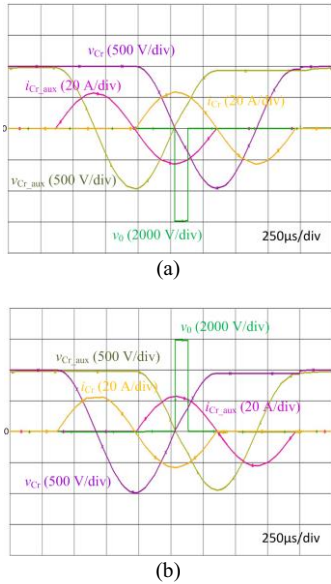 v_Cr (500 V/div)
i_Cr_aux (20 A/div)
i_Cr (20 A/div)
0
v_Cr_aux (500 V/div)
v_0 (2000 V/div)
250μs/div
(a)
v_0 (2000 V/div)
v_Cr_aux (500 V/div)
i_Cr (20 A/div)
i_Cr_aux (20 A/div)
0
v_Cr (500 V/div)
250μs/div
(b)